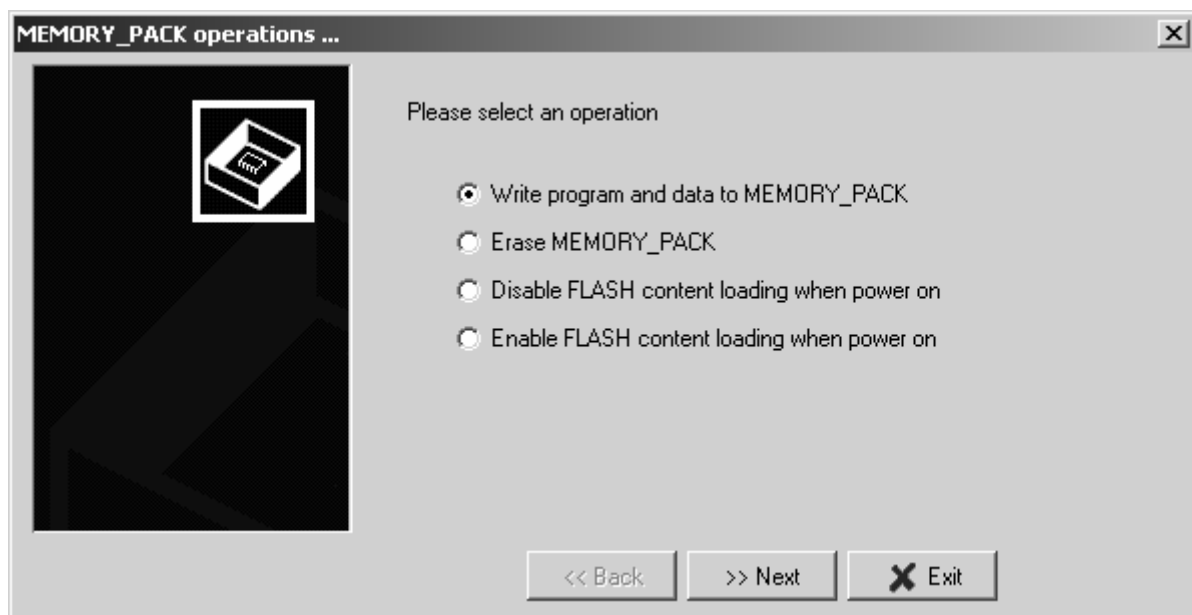 MEMORY_PACK operations ...
Please select an operation
Write program and data to MEMORY_PACK
Erase MEMORY_PACK
Disable FLASH content loading when power on
Enable FLASH content loading when power on
<< Back
>> Next
Exit